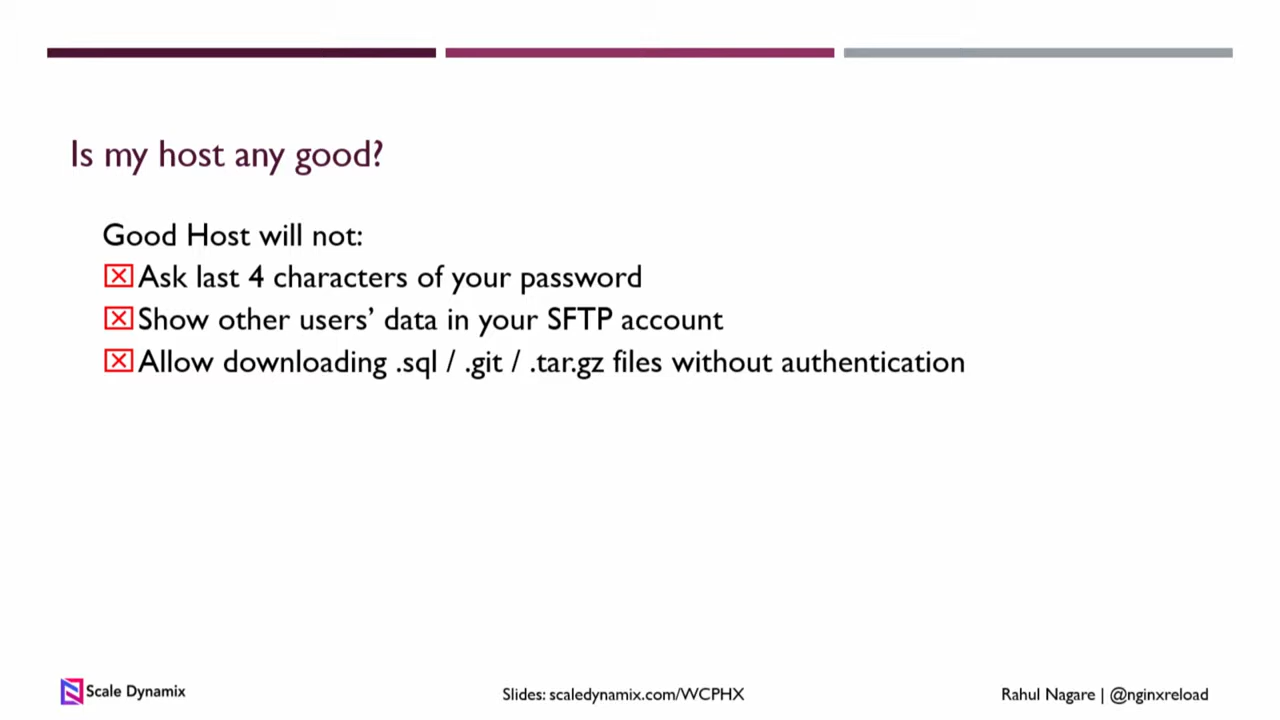 Is my host any good?
Good Host will not:
Ask last 4 characters of your password
Show other users’ data in your SFTP account
Allow downloading .sql / .git / .tar.gz files without authentication
Scale Dynamix
Slides: scaledynamix.com/WCPHX
Rahul Nagare | @nginxreload